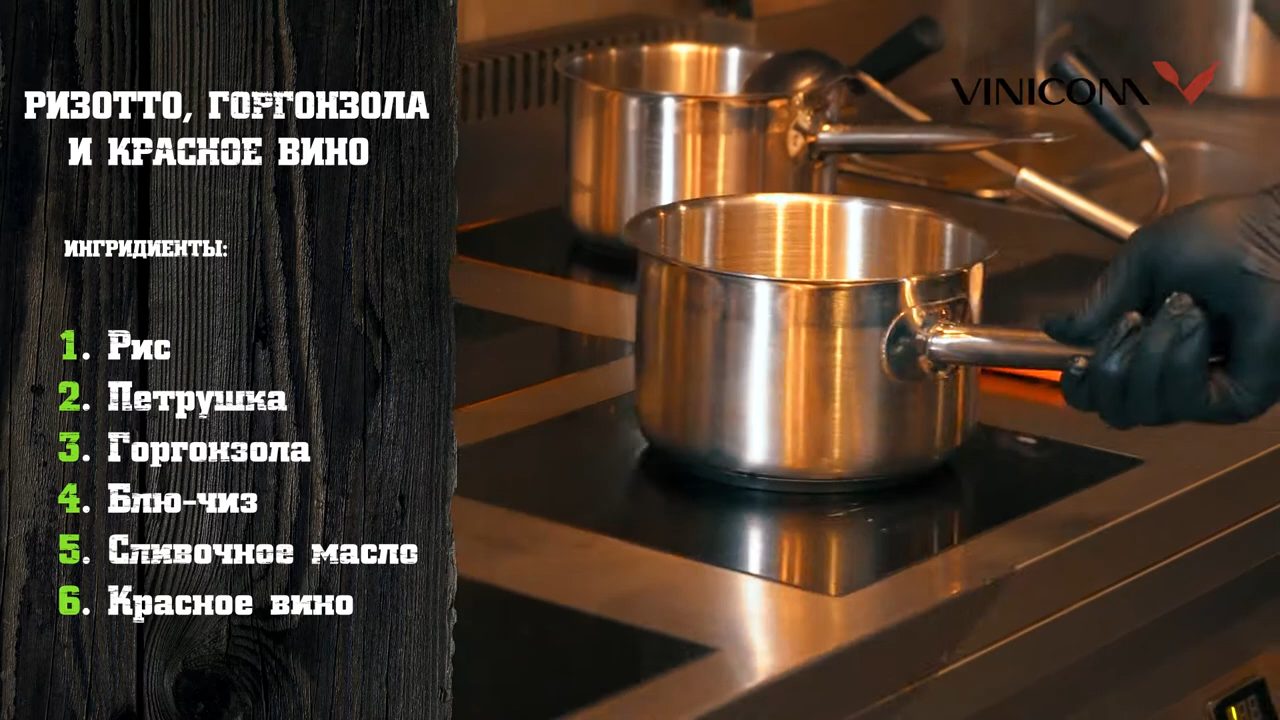 РИЗОТТО, ГОРГОНЗОЛА
И КРАСНОЕ ВИНО
ИНГРИДИЕНТЫ:
1. Рис
2. Петрушка
3. Горгонзола
4. Блю-чиз
5. Сливочное масло
6. Красное вино
VINICOM